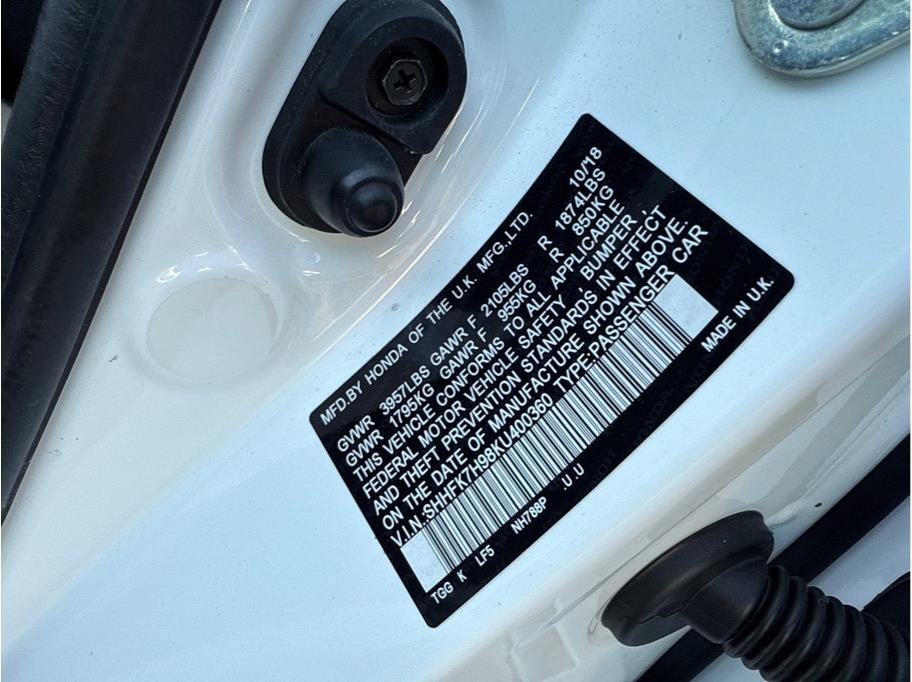 MFD.BY HONDA OF THE U.K. MFG.,LTD. 10/18
GVWR 3957LBS GAWR F 2105LBS R 1874LBS
GVWR 1795KG GAWR F 955KG R 850KG
THIS VEHICLE CONFORMS TO ALL APPLICABLE
FEDERAL MOTOR VEHICLE SAFETY , BUMPER ,
AND THEFT PREVENTION STANDARDS IN EFFECT
ON THE DATE OF MANUFACTURE SHOWN ABOVE.
V.I.N.:SHHFK7H98KU400360 TYPE:PASSENGER CAR
TGG K LF5 NH788P .U.U MADE IN U.K.